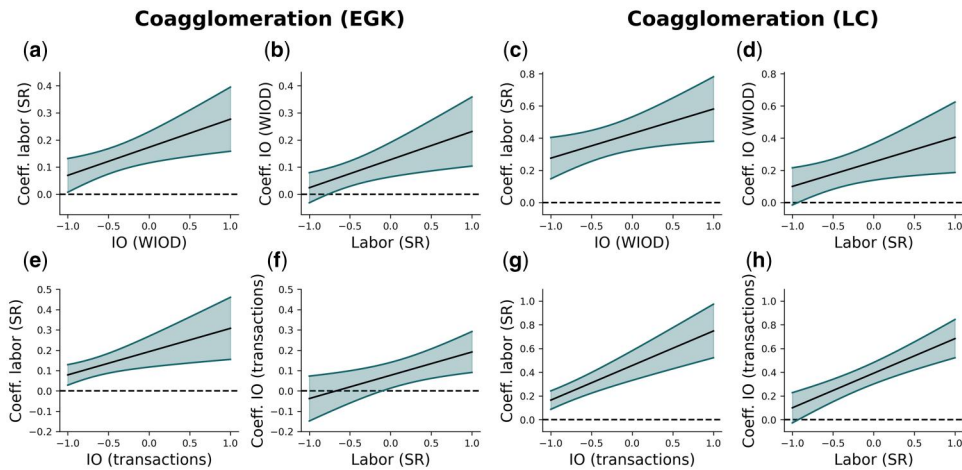 Coagglomeration (EGK)
Coagglomeration (LC)
(a)
Coeff. labor (SR)
0.4
0.3
0.2
0.1
0.0
−1.0 −0.5 0.0 0.5 1.0
IO (WIOD)
(b)
Coeff. IO (WIOD)
0.4
0.3
0.2
0.1
0.0
−1.0 −0.5 0.0 0.5 1.0
Labor (SR)
(c)
Coeff. labor (SR)
0.8
0.6
0.4
0.2
0.0
−1.0 −0.5 0.0 0.5 1.0
IO (WIOD)
(d)
Coeff. IO (WIOD)
0.8
0.6
0.4
0.2
0.0
−1.0 −0.5 0.0 0.5 1.0
Labor (SR)
(e)
Coeff. labor (SR)
0.5
0.4
0.3
0.2
0.1
0.0
−0.1
−0.2
−1.0 −0.5 0.0 0.5 1.0
IO (transactions)
(f)
Coeff. IO (transactions)
0.5
0.4
0.3
0.2
0.1
0.0
−0.1
−0.2
−1.0 −0.5 0.0 0.5 1.0
Labor (SR)
(g)
Coeff. labor (SR)
1.0
0.8
0.6
0.4
0.2
0.0
−1.0 −0.5 0.0 0.5 1.0
IO (transactions)
(h)
Coeff. IO (transactions)
1.0
0.8
0.6
0.4
0.2
0.0
−1.0 −0.5 0.0 0.5 1.0
Labor (SR)